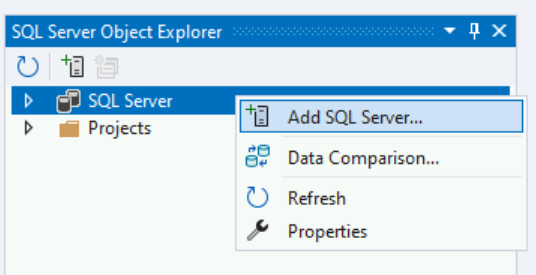 SQL Server Object Explorer
SQL Server
Add SQL Server...
Projects
Data Comparison...
Refresh
Properties